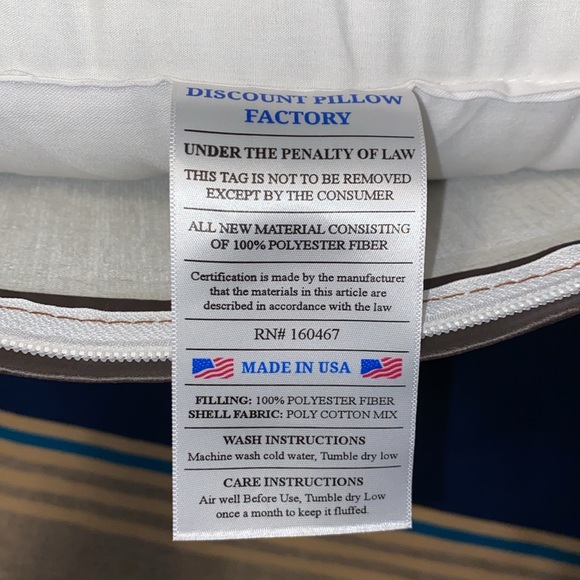 DISCOUNT PILLOW
FACTORY
UNDER THE PENALTY OF LAW
THIS TAG IS NOT TO BE REMOVED
EXCEPT BY THE CONSUMER
ALL NEW MATERIAL CONSISTING
OF 100% POLYESTER FIBER
Certification is made by the manufacturer
that the materials in this article are
described in accordance with the law
RN# 160467
MADE IN USA
FILLING: 100% POLYESTER FIBER
SHELL FABRIC: POLY COTTON MIX
WASH INSTRUCTIONS
Machine wash cold water, Tumble dry low
CARE INSTRUCTIONS
Air well Before Use, Tumble dry Low
once a month to keep it fluffed.